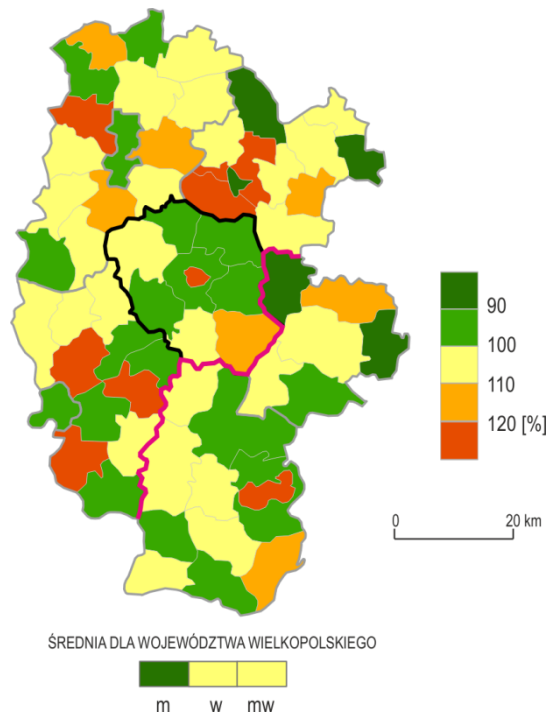 90
100
110
120 [%]
0 20 km
ŚREDNIA DLA WOJEWÓDZTWA WIELKOPOLSKIEGO
m w mw